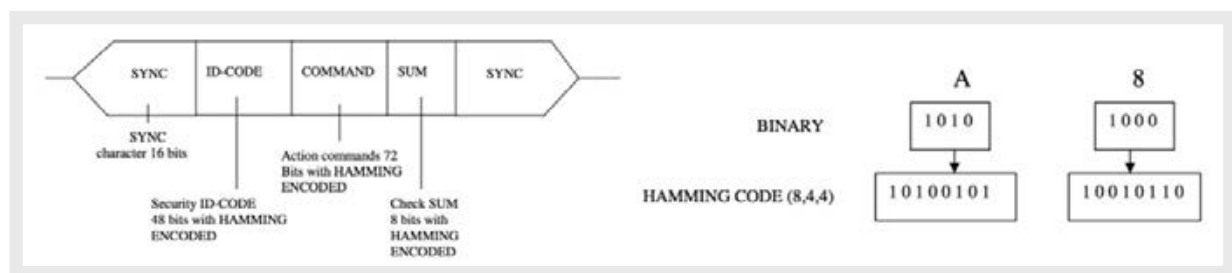 SYNC
ID-CODE
COMMAND
SUM
SYNC
SYNC
character 16 bits
Action commands 72
Bits with HAMMING
ENCODED
Security ID-CODE
48 bits with HAMMING
ENCODED
Check SUM
8 bits with
HAMMING
ENCODED
A 8
BINARY 1010 1000
HAMMING CODE (8,4,4) 10100101 10010110